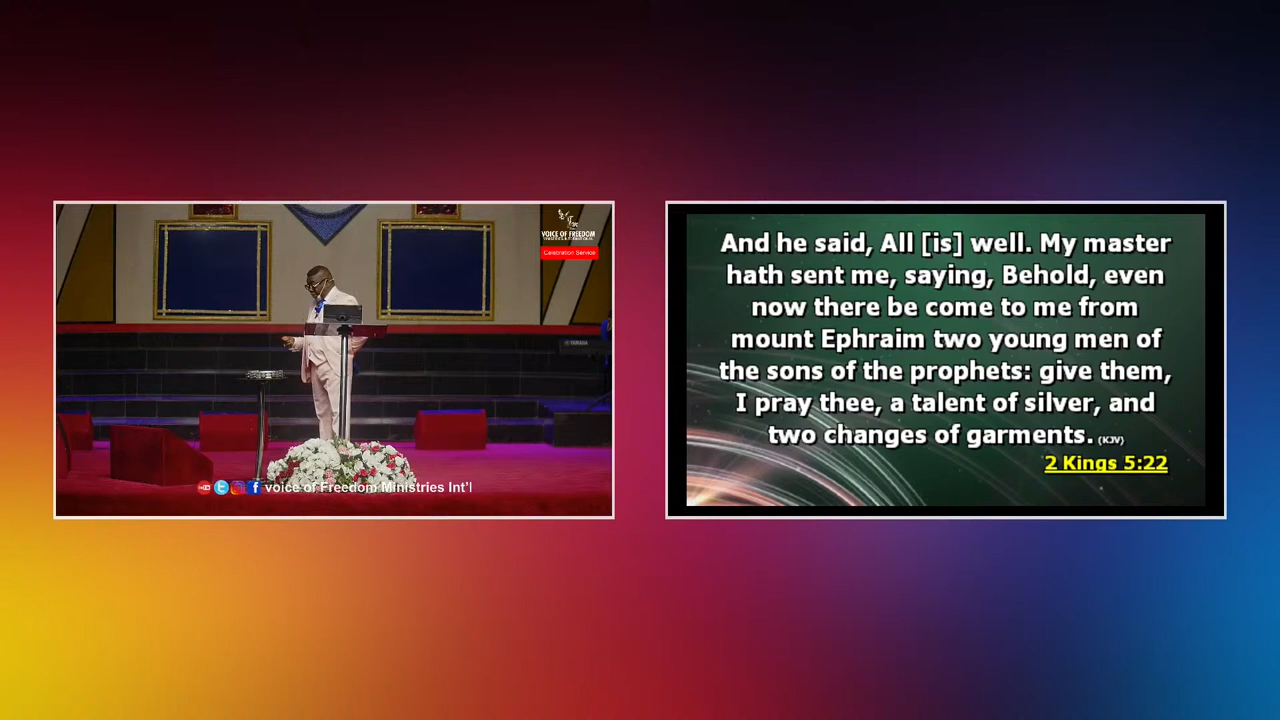 VOICE OF FREEDOM
Celebration Service
YAMAHA
voice of Freedom Ministries Int'l
And he said, All [is] well. My master
hath sent me, saying, Behold, even
now there be come to me from
mount Ephraim two young men of
the sons of the prophets: give them,
I pray thee, a talent of silver, and
two changes of garments. (KJV)
2 Kings 5:22